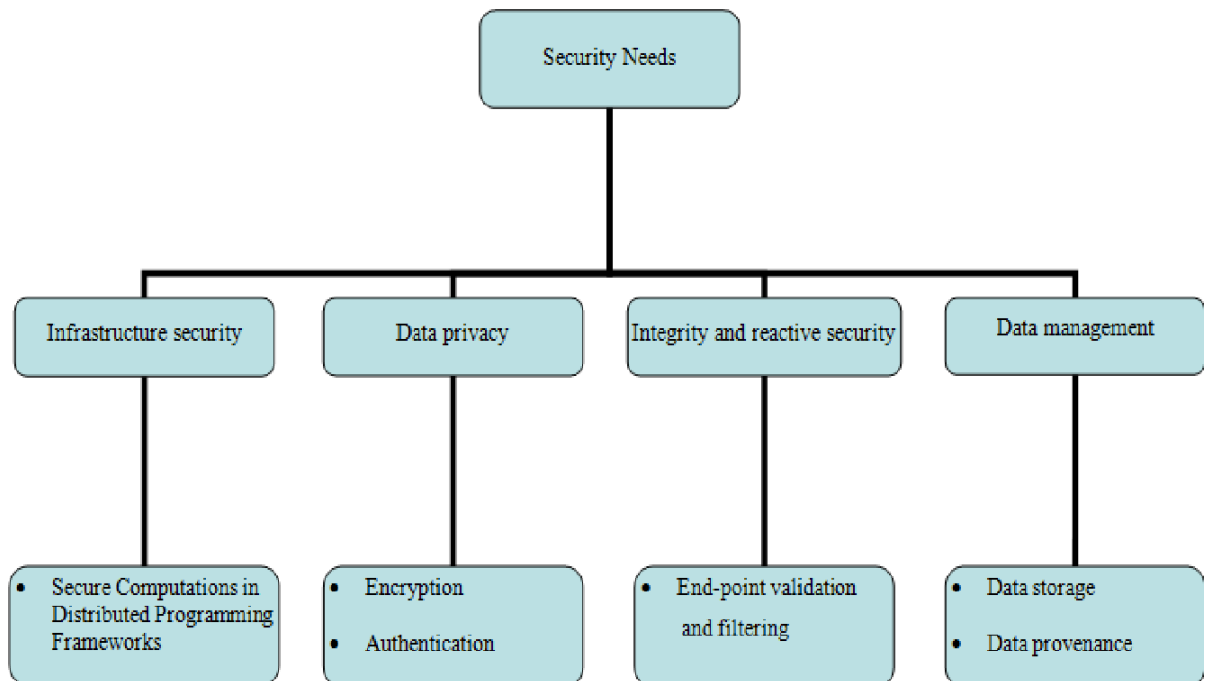 Security Needs
Infrastructure security
Data privacy
Integrity and reactive security
Data management
• Secure Computations in
Distributed Programming
Frameworks
• Encryption
• Authentication
• End-point validation
and filtering
• Data storage
• Data provenance